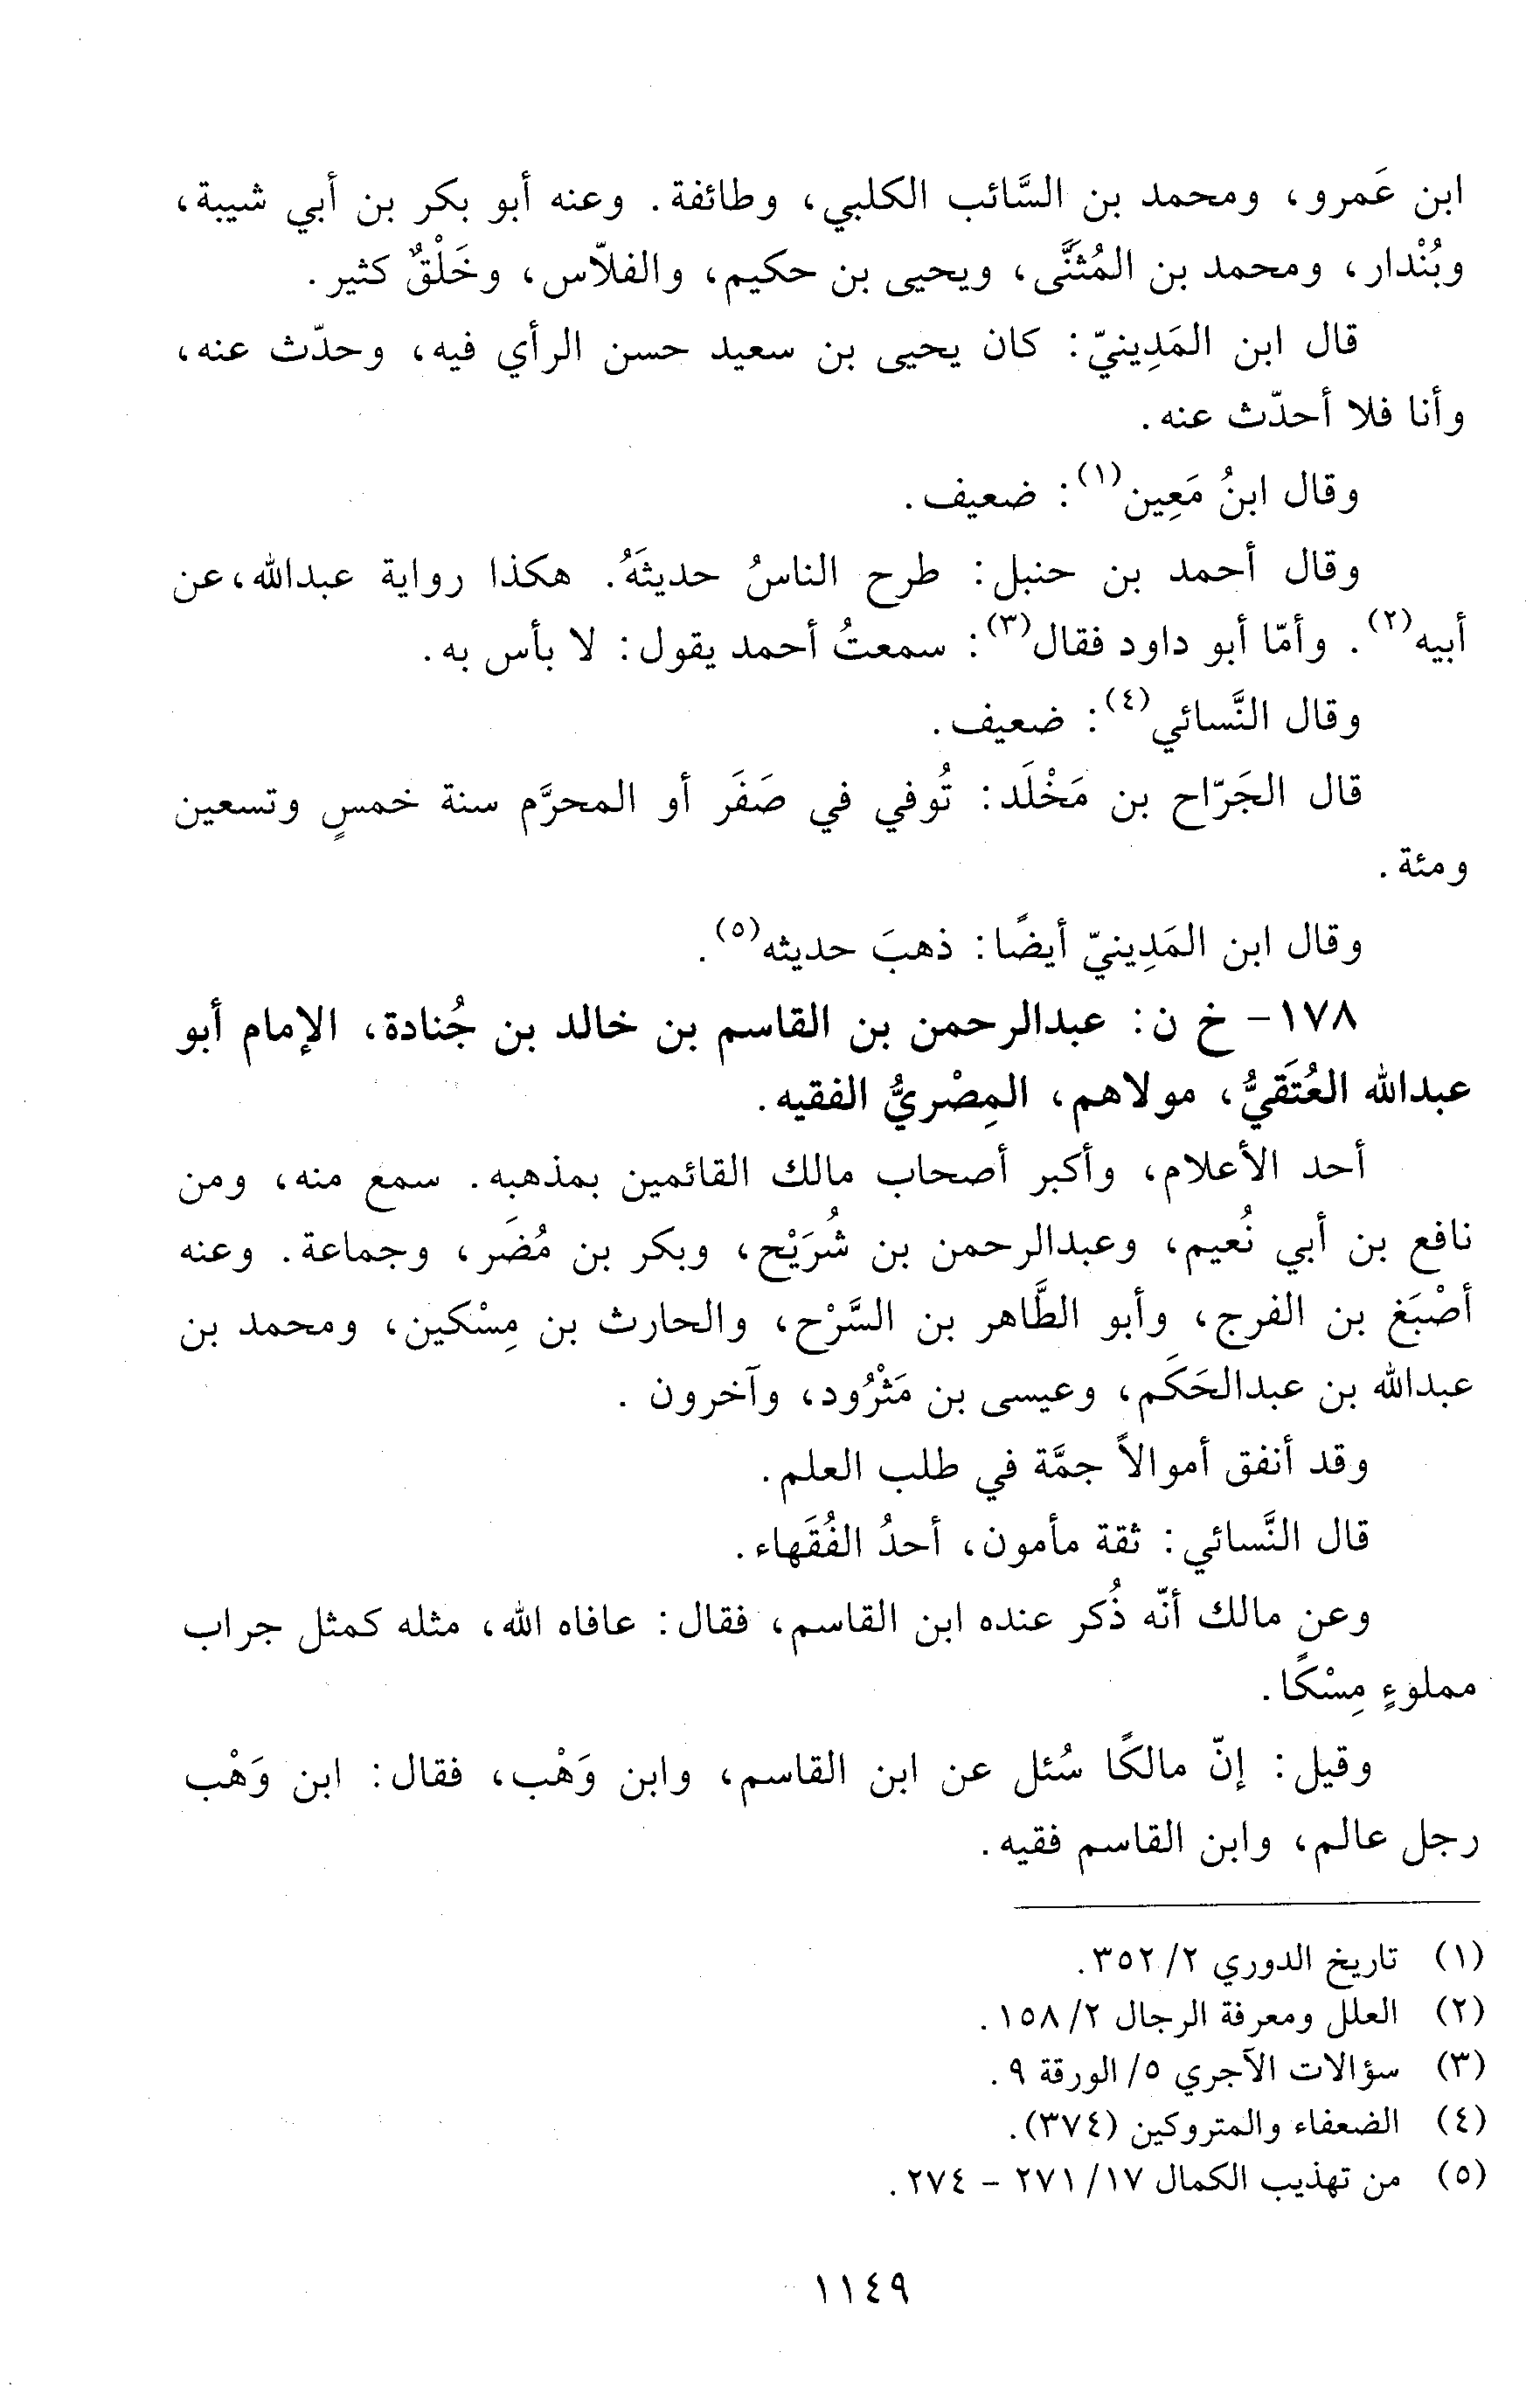 ابن عَمرو، ومحمد بن السَّائب الكلبي، وطائفة. وعنه أبو بكر بن أبي شيبة،
وبُنْدار، ومحمد بن المُثنَّى، ويحيى بن حكيم، والفلاّس، وخَلْقٌ كثير.
قال ابن المَدِينيّ: كان يحيى بن سعيد حسن الرأي فيه، وحدّث عنه،
وأنا فلا أحدّث عنه.
وقال ابنُ مَعِين(١): ضعيف.
وقال أحمد بن حنبل: طرح الناسُ حديثَهُ. هكذا رواية عبدالله،عن
أبيه(٢). وأمّا أبو داود فقال(٣): سمعتُ أحمد يقول: لا بأس به.
وقال النَّسائي(٤): ضعيف.
قال الجَرّاح بن مَخْلَد: تُوفي في صَفَر أو المحرَّم سنة خمسٍ وتسعين
ومئة.
وقال ابن المَدِينيّ أيضًا: ذهبَ حديثه(٥).
١٧٨- خ ن: عبدالرحمن بن القاسم بن خالد بن جُنادة، الإمام أبو
عبدالله العُتَقيُّ، مولاهم، المِصْريُّ الفقيه.
أحد الأعلام، وأكبر أصحاب مالك القائمين بمذهبه. سمع منه، ومن
نافع بن أبي نُعيم، وعبدالرحمن بن شُرَيْح، وبكر بن مُضَر، وجماعة. وعنه
أصْبَغ بن الفرج، وأبو الطَّاهر بن السَّرْح، والحارث بن مِسْكين، ومحمد بن
عبدالله بن عبدالحَكَم، وعيسى بن مَثْرُود، وآخرون.
وقد أنفق أموالاً جمَّة في طلب العلم.
قال النَّسائي: ثقة مأمون، أحدُ الفُقَهاء.
وعن مالك أنّه ذُكر عنده ابن القاسم، فقال: عافاه الله، مثله كمثل جراب
مملوءٍ مِسْكًا.
وقيل: إنّ مالكًا سُئل عن ابن القاسم، وابن وَهْب، فقال: ابن وَهْب
رجل عالم، وابن القاسم فقيه.
(١) تاريخ الدوري ٢/ ٣٥٢.
(٢) العلل ومعرفة الرجال ٢/ ١٥٨.
(٣) سؤالات الآجري ٥/ الورقة ٩.
(٤) الضعفاء والمتروكين (٣٧٤).
(٥) من تهذيب الكمال ١٧/ ٢٧١ - ٢٧٤.
١١٤٩